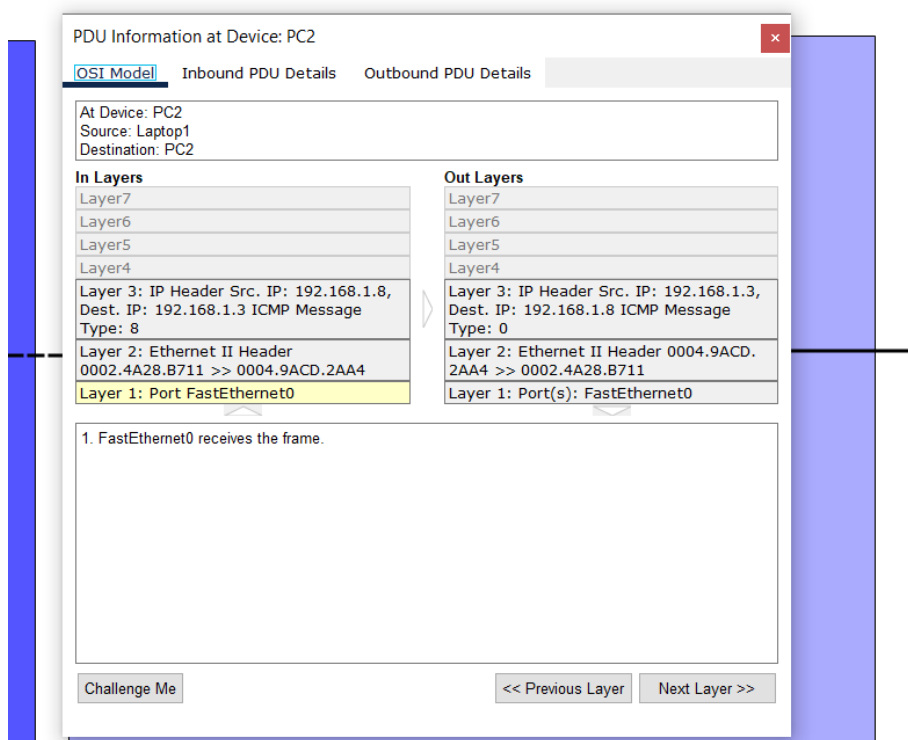 PDU Information at Device: PC2
×
OSI Model Inbound PDU Details Outbound PDU Details
At Device: PC2
Source: Laptop1
Destination: PC2
In Layers
Layer7
Layer6
Layer5
Layer4
Layer 3: IP Header Src. IP: 192.168.1.8,
Dest. IP: 192.168.1.3 ICMP Message
Type: 8
Layer 2: Ethernet II Header
0002.4A28.B711 >> 0004.9ACD.2AA4
Layer 1: Port FastEthernet0
Out Layers
Layer7
Layer6
Layer5
Layer4
Layer 3: IP Header Src. IP: 192.168.1.3,
Dest. IP: 192.168.1.8 ICMP Message
Type: 0
Layer 2: Ethernet II Header 0004.9ACD.
2AA4 >> 0002.4A28.B711
Layer 1: Port(s): FastEthernet0
1. FastEthernet0 receives the frame.
Challenge Me
<< Previous Layer
Next Layer >>